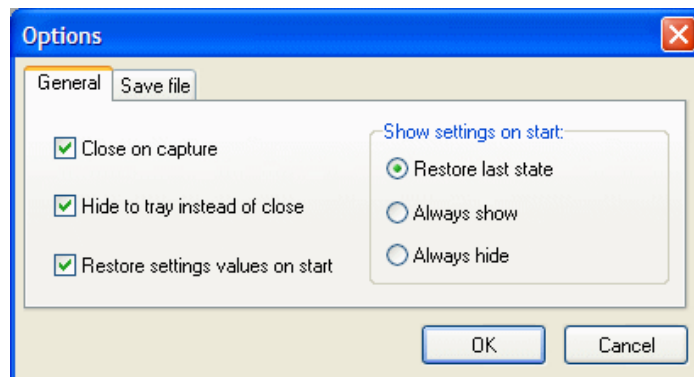 Options
General
Save file
Close on capture
Hide to tray instead of close
Restore settings values on start
Show settings on start:
Restore last state
Always show
Always hide
OK
Cancel